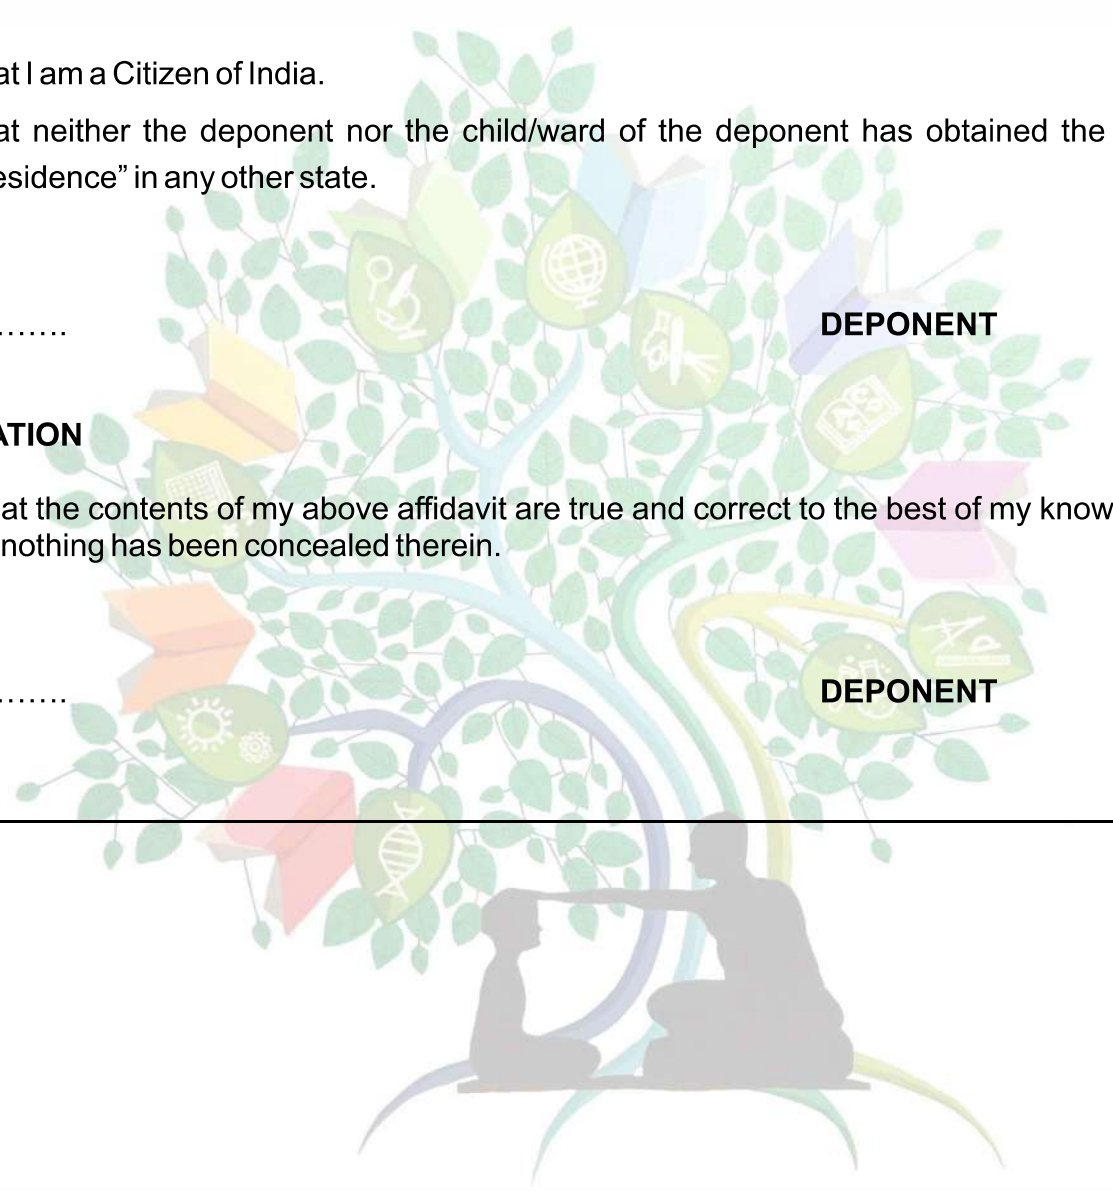 at I am a Citizen of India.
at neither the deponent nor the child/ward of the deponent has obtained the
esidence” in any other state.
……. DEPONENT
ATION
at the contents of my above affidavit are true and correct to the best of my know
nothing has been concealed therein.
……. DEPONENT